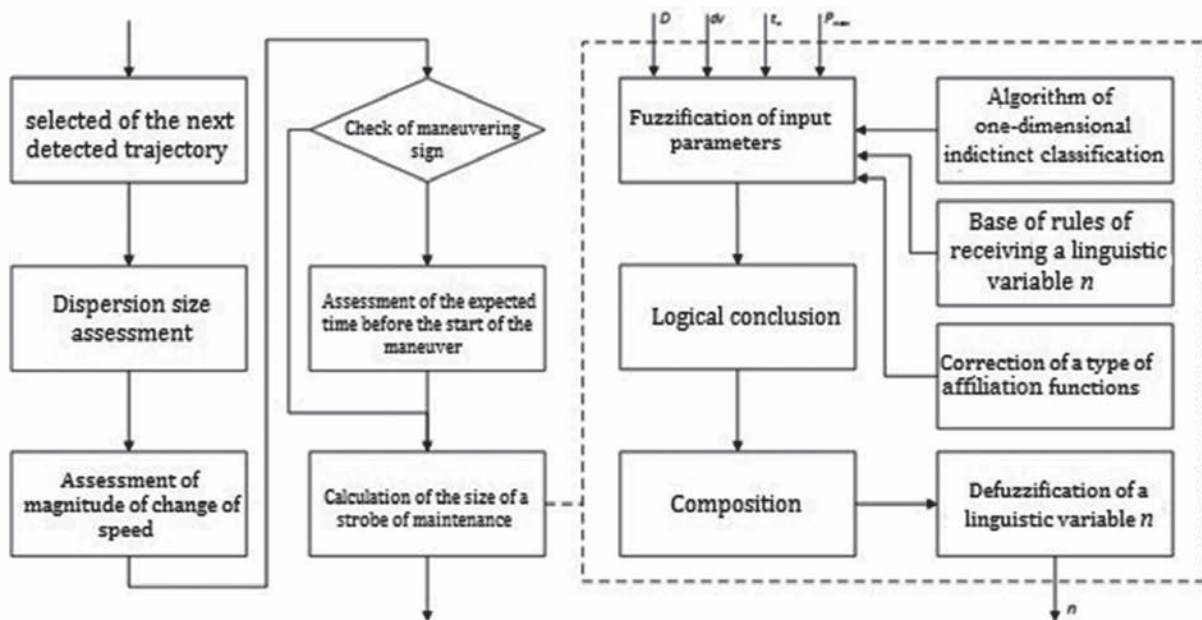 selected of the next
detected trajectory
Dispersion size
assessment
Assessment of
magnitude of change of
speed
Check of maneuvering
sign
Assessment of the expected
time before the start of the
maneuver
Calculation of the size of a
strobe of maintenance
D
dv
Fuzzification of input
parameters
Logical conclusion
Composition
Algorithm of
one-dimensional
indictinct classification
Base of rules of
receiving a linguistic
variable n
Correction of a type of
affiliation functions
Defuzzification of a
linguistic variable n
n